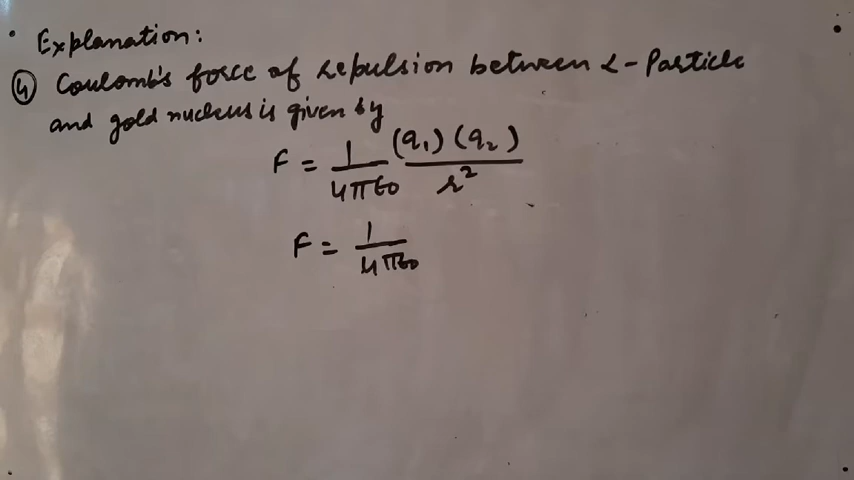 • Explanation:
④ Coulomb's force of repulsion between α-Particle
and gold nucleus is given by
F = 1/4πε₀ (q₁)(q₂)/r²
F = 1/4πε₀